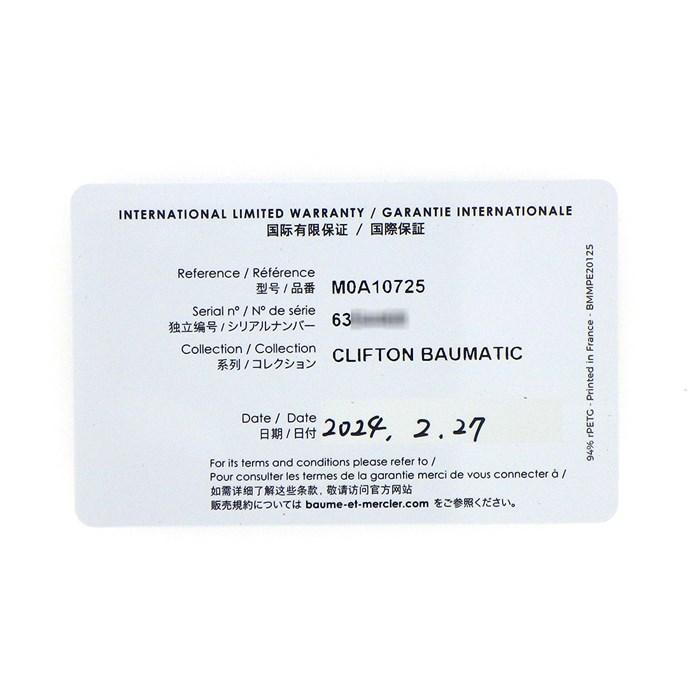 INTERNATIONAL LIMITED WARRANTY / GARANTIE INTERNATIONALE
国际有限保证 / 国際保証
Reference / Référence
型号 / 品番 M0A10725
Serial nº / Nº de série
独立编号 / シリアルナンバー 63
Collection / Collection
系列 / コレクション CLIFTON BAUMATIC
Date / Date
日期 / 日付 2024. 2.27
For its terms and conditions please refer to /
Pour consulter les termes de la garantie merci de vous connecter à /
如需详细了解这些条款, 敬请访问官方网站
販売規約については baume-et-mercier.com をご参照ください。
94% rPETG - Printed in France - BMMPE20125